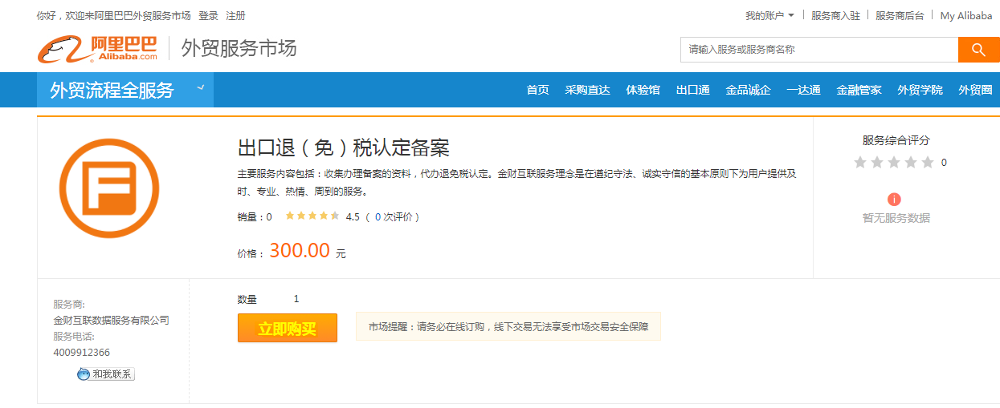 你好，欢迎来阿里巴巴外贸服务市场 登录 注册
我的账户 服务商入驻 服务商后台 My Alibaba
阿里巴巴
Alibaba.com
外贸服务市场
请输入服务或服务商名称
外贸流程全服务
首页 采购直达 体验馆 出口通 金品诚企 一达通 金融管家 外贸学院 外贸圈
出口退（免）税认定备案
主要服务内容包括：收集办理备案的资料，代办退免税认定。金财互联服务理念是在遵纪守法、诚实守信的基本原则下为用户提供及
时、专业、热情、周到的服务。
销量：0 4.5 （ 0 次评价 ）
价格： 300.00 元
服务综合评分
0
暂无服务数据
服务商:
金财互联数据服务有限公司
服务电话:
4009912366
和我联系
数量 1
立即购买
市场提醒：请务必在线订购，线下交易无法享受市场交易安全保障